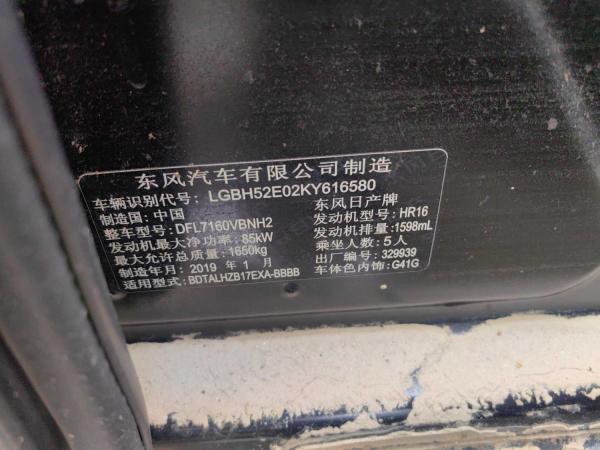 东风汽车有限公司制造
车辆识别代号: LGBH52E02KY616580
制造国: 中国 东风日产牌
整车型号: DFL7160VBNH2 发动机型号: HR16
发动机最大净功率: 85kW 发动机排量: 1598mL
最大允许总质量: 1650kg 乘坐人数: 5人
制造年月: 2019 年 1 月 出厂编号: 329939
适用型式: BDTALHZB17EXA-BBBB 车体色内饰: G41G